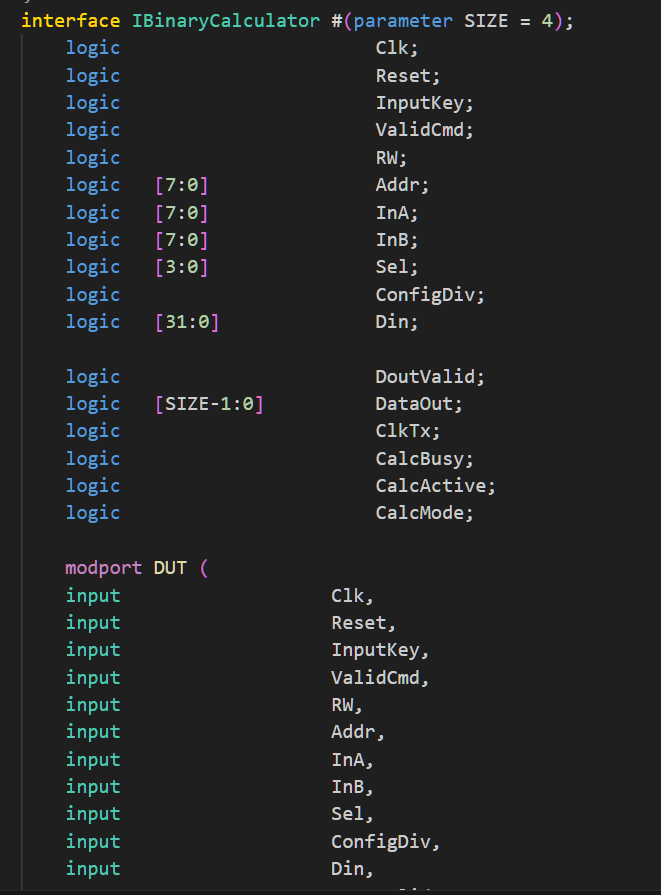 interface IBinaryCalculator #(parameter SIZE = 4);
logic Clk;
logic Reset;
logic InputKey;
logic ValidCmd;
logic RW;
logic [7:0] Addr;
logic [7:0] InA;
logic [7:0] InB;
logic [3:0] Sel;
logic ConfigDiv;
logic [31:0] Din;
logic DoutValid;
logic [SIZE-1:0] DataOut;
logic ClkTx;
logic CalcBusy;
logic CalcActive;
logic CalcMode;
modport DUT (
input Clk,
input Reset,
input InputKey,
input ValidCmd,
input RW,
input Addr,
input InA,
input InB,
input Sel,
input ConfigDiv,
input Din,